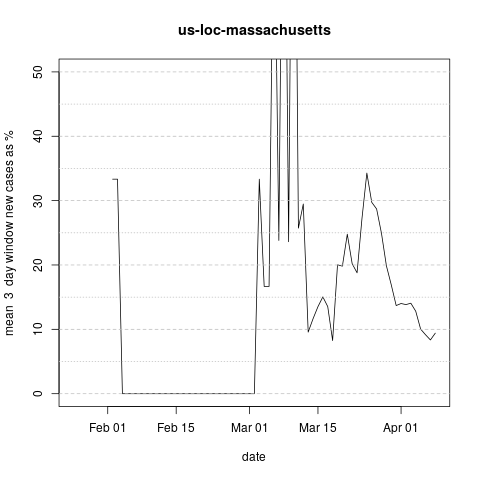 us-loc-massachusetts
mean 3 day window new cases as %
50
40
30
20
10
0
Feb 01 Feb 15 Mar 01 Mar 15 Apr 01
date